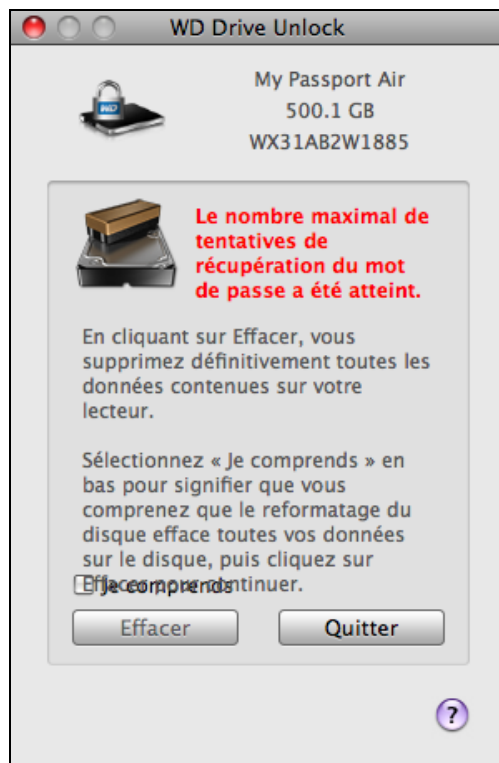 WD Drive Unlock
My Passport Air
500.1 GB
WX31AB2W1885
WD
Le nombre maximal de
tentatives de
récupération du mot
de passe a été atteint.
En cliquant sur Effacer, vous
supprimez définitivement toutes les
données contenues sur votre
lecteur.
Sélectionnez « Je comprends » en
bas pour signifier que vous
comprenez que le reformatage du
disque efface toutes vos données
sur le disque, puis cliquez sur
Effacer pour continuer.
Je comprends
Effacer
Quitter
?